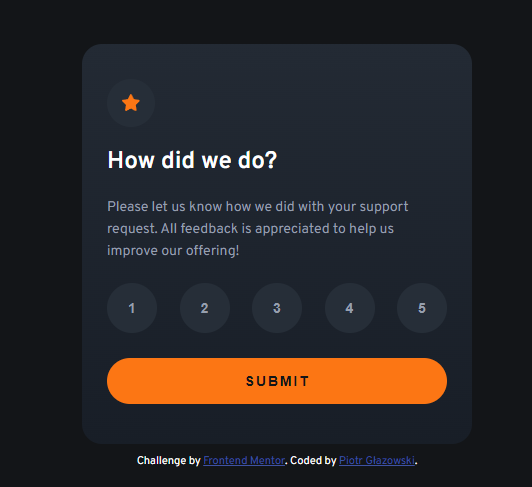 How did we do?
Please let us know how we did with your support
request. All feedback is appreciated to help us
improve our offering!
1 2 3 4 5
SUBMIT
Challenge by Frontend Mentor. Coded by Piotr Głazowski.